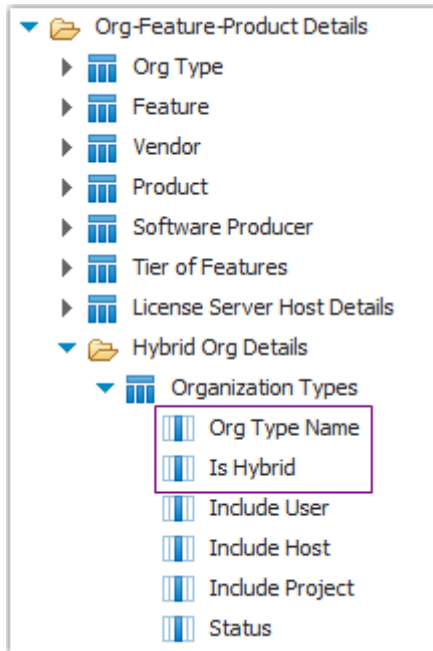 Org-Feature-Product Details
Org Type
Feature
Vendor
Product
Software Producer
Tier of Features
License Server Host Details
Hybrid Org Details
Organization Types
Org Type Name
Is Hybrid
Include User
Include Host
Include Project
Status